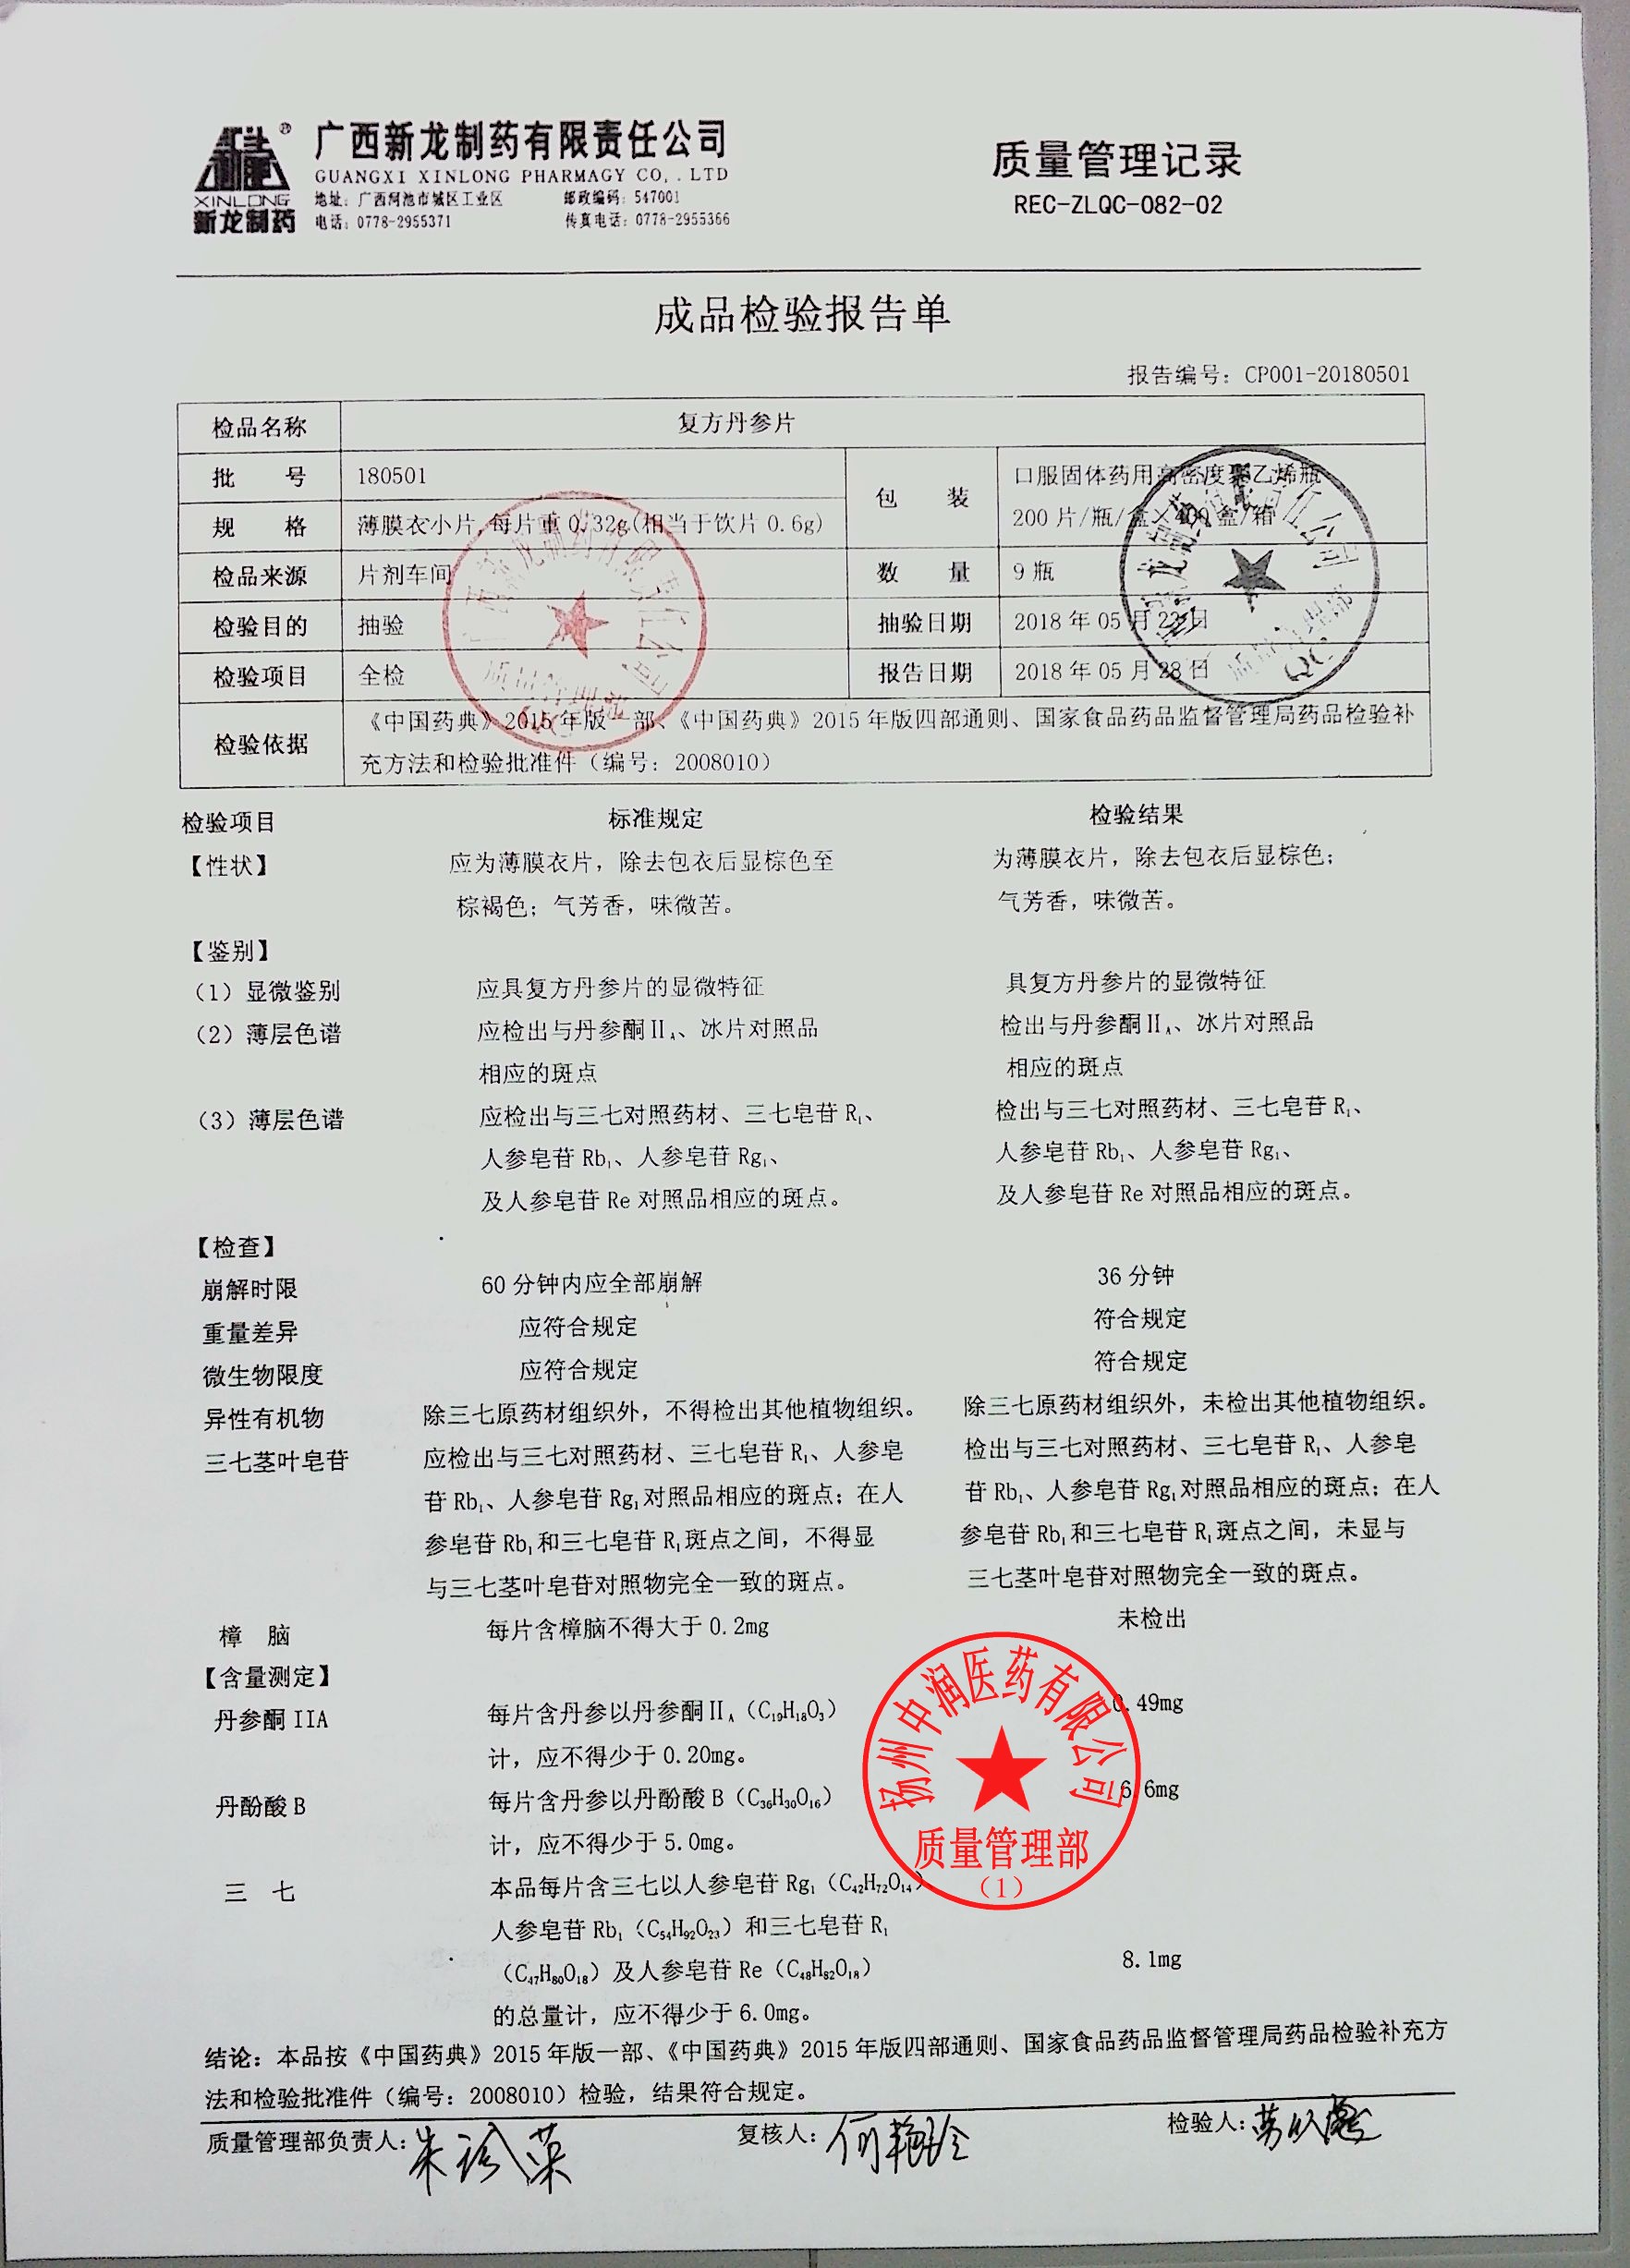 广西新龙制药有限责任公司
GUANGXI XINLONG PHARMAGY CO,.LTD
地址:广西河池市城区工业区 邮政编码:547001
电话:0778-2955371 传真电话:0778-2955366
XINLONG
新龙制药
质量管理记录
REC-ZLQC-082-02
成品检验报告单
报告编号:CP001-20180501
检品名称 复方丹参片
批 号 180501
包 装 口服固体药用高密度聚乙烯瓶
200片/瓶/盒×400盒/箱
规 格 薄膜衣小片,每片重0.32g(相当于饮片0.6g)
检品来源 片剂车间 数 量 9瓶
检验目的 抽验 抽验日期 2018年05月22日
检验项目 全检 报告日期 2018年05月28日
检验依据 《中国药典》2015年版一部、《中国药典》2015年版四部通则、国家食品药品监督管理局药品检验补
充方法和检验批准件(编号:2008010)
检验项目 标准规定 检验结果
【性状】 应为薄膜衣片,除去包衣后显棕色至 为薄膜衣片,除去包衣后显棕色;
棕褐色;气芳香,味微苦。 气芳香,味微苦。
【鉴别】
(1)显微鉴别 应具复方丹参片的显微特征 具复方丹参片的显微特征
(2)薄层色谱 应检出与丹参酮ⅡA、冰片对照品 检出与丹参酮ⅡA、冰片对照品
相应的斑点 相应的斑点
(3)薄层色谱 应检出与三七对照药材、三七皂苷R1、 检出与三七对照药材、三七皂苷R1、
人参皂苷Rb1、人参皂苷Rg1、 人参皂苷Rb1、人参皂苷Rg1、
及人参皂苷Re对照品相应的斑点。 及人参皂苷Re对照品相应的斑点。
【检查】
崩解时限 60分钟内应全部崩解 36分钟
重量差异 应符合规定 符合规定
微生物限度 应符合规定 符合规定
异性有机物 除三七原药材组织外,不得检出其他植物组织。 除三七原药材组织外,未检出其他植物组织。
三七茎叶皂苷 应检出与三七对照药材、三七皂苷R1、人参皂 检出与三七对照药材、三七皂苷R1、人参皂
苷Rb1、人参皂苷Rg1对照品相应的斑点;在人 苷Rb1、人参皂苷Rg1对照品相应的斑点;在人
参皂苷Rb1和三七皂苷R1斑点之间,不得显 参皂苷Rb1和三七皂苷R1斑点之间,未显与
与三七茎叶皂苷对照物完全一致的斑点。 三七茎叶皂苷对照物完全一致的斑点。
樟 脑 每片含樟脑不得大于0.2mg 未检出
【含量测定】
丹参酮IIA 每片含丹参以丹参酮ⅡA(C19H18O3) 0.49mg
计,应不得少于0.20mg。
丹酚酸B 每片含丹参以丹酚酸B(C36H30O16) 6.6mg
计,应不得少于5.0mg。
三 七 本品每片含三七以人参皂苷Rg1(C42H72O14)
人参皂苷Rb1(C54H92O23)和三七皂苷R1
(C47H80O18)及人参皂苷Re(C48H82O18) 8.1mg
的总量计,应不得少于6.0mg。
扬州中润医药有限公司
质量管理部
(1)
结论:本品按《中国药典》2015年版一部、《中国药典》2015年版四部通则、国家食品药品监督管理局药品检验补充方
法和检验批准件(编号:2008010)检验,结果符合规定。
质量管理部负责人: 复核人: 检验人: